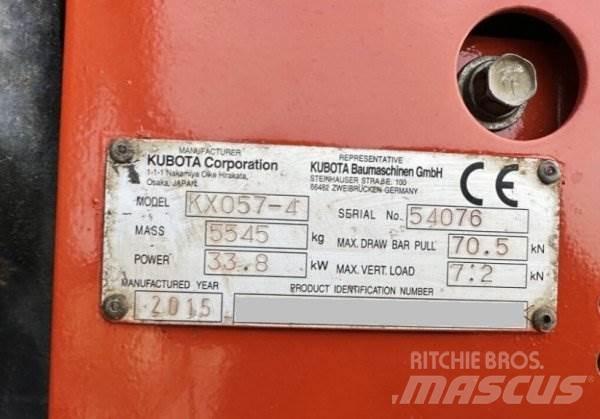 MANUFACTURER
KUBOTA Corporation
1-1-1 Nakamiya Oike Hirakata,
Osaka, JAPAN
REPRESENTATIVE
KUBOTA Baumaschinen GmbH
STEINHAUSER STRAßE, 100
66482 ZWEIBRÜCKEN GERMANY
CE
MODEL KX057-4 SERIAL No. 54076
MASS 5545 kg MAX. DRAW BAR PULL 70.5 kN
POWER 33.8 kW MAX. VERT. LOAD 7.2 kN
MANUFACTURED YEAR PRODUCT IDENTIFICATION NUMBER
2015
RITCHIE BROS.
MASCUS